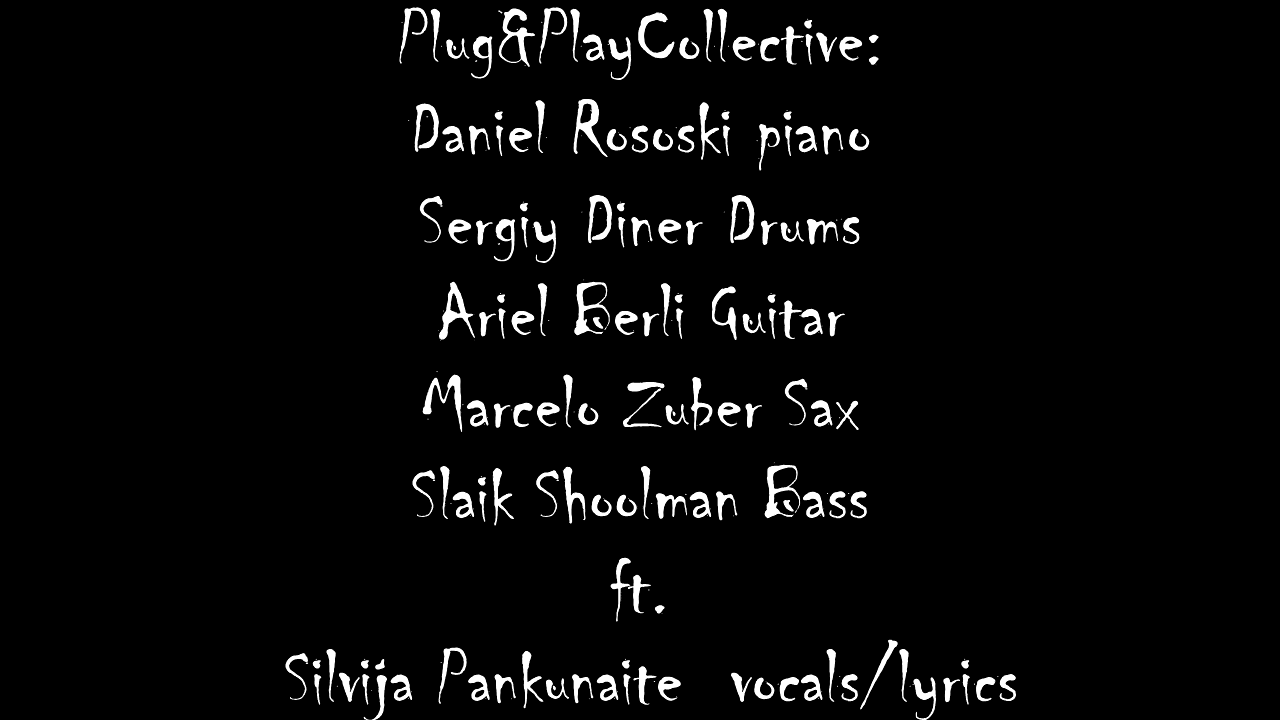 Plug&PlayCollective:
Daniel Rososki piano
Sergiy Diner Drums
Ariel Berli Guitar
Marcelo Zuber Sax
Slaik Shoolman Bass
ft.
Silvija Pankunaite vocals/lyrics